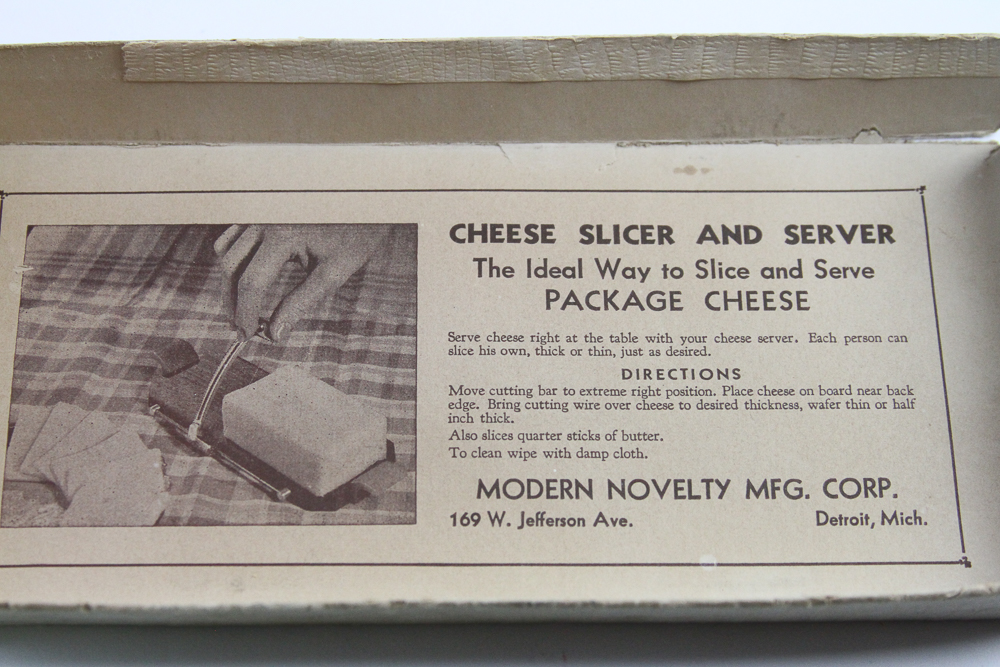 CHEESE SLICER AND SERVER
The Ideal Way to Slice and Serve
PACKAGE CHEESE
Serve cheese right at the table with your cheese server. Each person can
slice his own, thick or thin, just as desired.
DIRECTIONS
Move cutting bar to extreme right position. Place cheese on board near back
edge. Bring cutting wire over cheese to desired thickness, wafer thin or half
inch thick.
Also slices quarter sticks of butter.
To clean wipe with damp cloth.
MODERN NOVELTY MFG. CORP.
169 W. Jefferson Ave. Detroit, Mich.